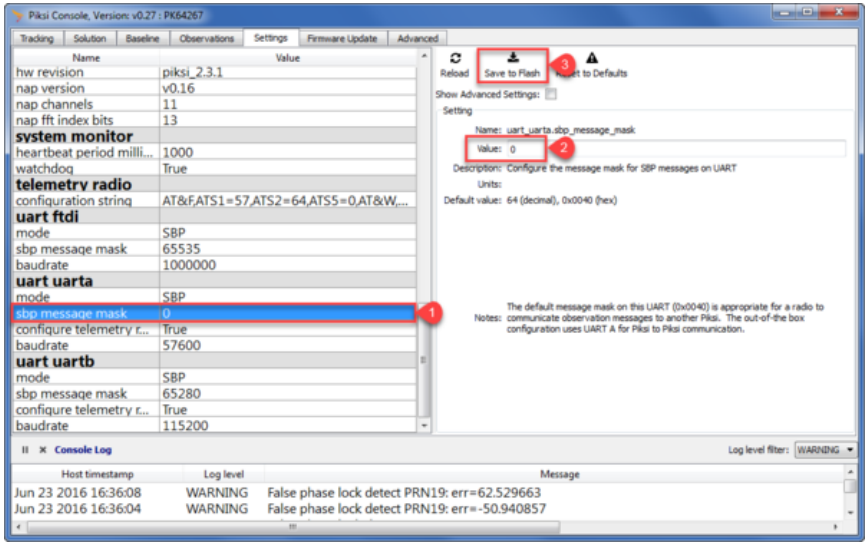 Piksi Console, Version: v0.27 : PK64267
Tracking Solution Baseline Observations Settings Firmware Update Advanced
Name Value
hw revision piksi_2.3.1
nap version v0.16
nap channels 11
nap fft index bits 13
system monitor
heartbeat period milli... 1000
watchdog True
telemetry radio
configuration string AT&F,ATS1=57,ATS2=64,ATS5=0,AT&W,...
uart ftdi
mode SBP
sbp message mask 65535
baudrate 1000000
uart uarta
mode SBP
sbp message mask 0 1
configure telemetry r... True
baudrate 57600
uart uartb
mode SBP
sbp message mask 65280
configure telemetry r... True
baudrate 115200
Reload Save to Flash 3 to Defaults
Show Advanced Settings:
Setting
Name: uart_uarta.sbp_message_mask
Value: 0 2
Description: Configure the message mask for SBP messages on UART
Units:
Default value: 64 (decimal), 0x0040 (hex)
Notes: The default message mask on this UART (0x0040) is appropriate for a radio to
communicate observation messages to another Piksi. The out-of-the box
configuration uses UART A for Piksi to Piksi communication.
Console Log Log level filter: WARNING
Host timestamp Log level Message
Jun 23 2016 16:36:08 WARNING False phase lock detect PRN19: err=62.529663
Jun 23 2016 16:36:04 WARNING False phase lock detect PRN19: err=-50.940857